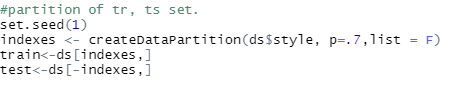 #partition of tr, ts set.
set.seed(1)
indexes <- createDataPartition(ds$style, p=.7,list = F)
train<-ds[indexes,]
test<-ds[-indexes,]